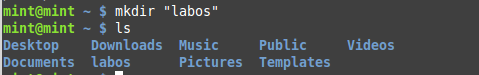 mint@mint ~ $ mkdir "labos"
mint@mint ~ $ ls
Desktop Downloads Music Public Videos
Documents labos Pictures Templates